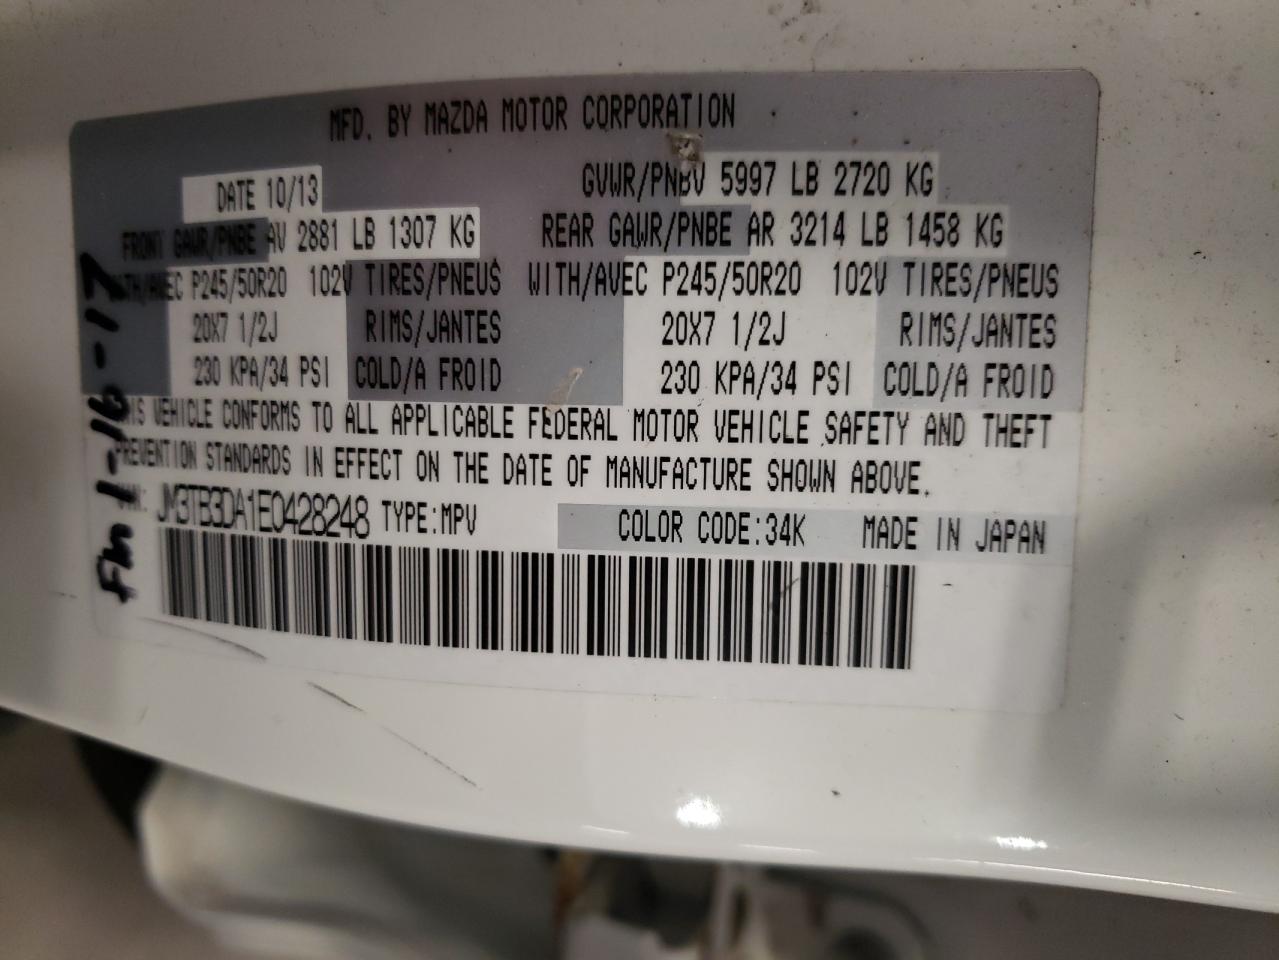 MFD. BY MAZDA MOTOR CORPORATION
DATE 10/13 GVWR/PNBV 5997 LB 2720 KG
FRONT GAWR/PNBE AV 2881 LB 1307 KG REAR GAWR/PNBE AR 3214 LB 1458 KG
WITH/AVEC P245/50R20 102V TIRES/PNEUS WITH/AVEC P245/50R20 102V TIRES/PNEUS
20X7 1/2J RIMS/JANTES 20X7 1/2J RIMS/JANTES
230 KPA/34 PSI COLD/A FROID 230 KPA/34 PSI COLD/A FROID
THIS VEHICLE CONFORMS TO ALL APPLICABLE FEDERAL MOTOR VEHICLE SAFETY AND THEFT
PREVENTION STANDARDS IN EFFECT ON THE DATE OF MANUFACTURE SHOWN ABOVE.
JM3TB3DA1E0428248 TYPE:MPV COLOR CODE:34K MADE IN JAPAN
1-16-17